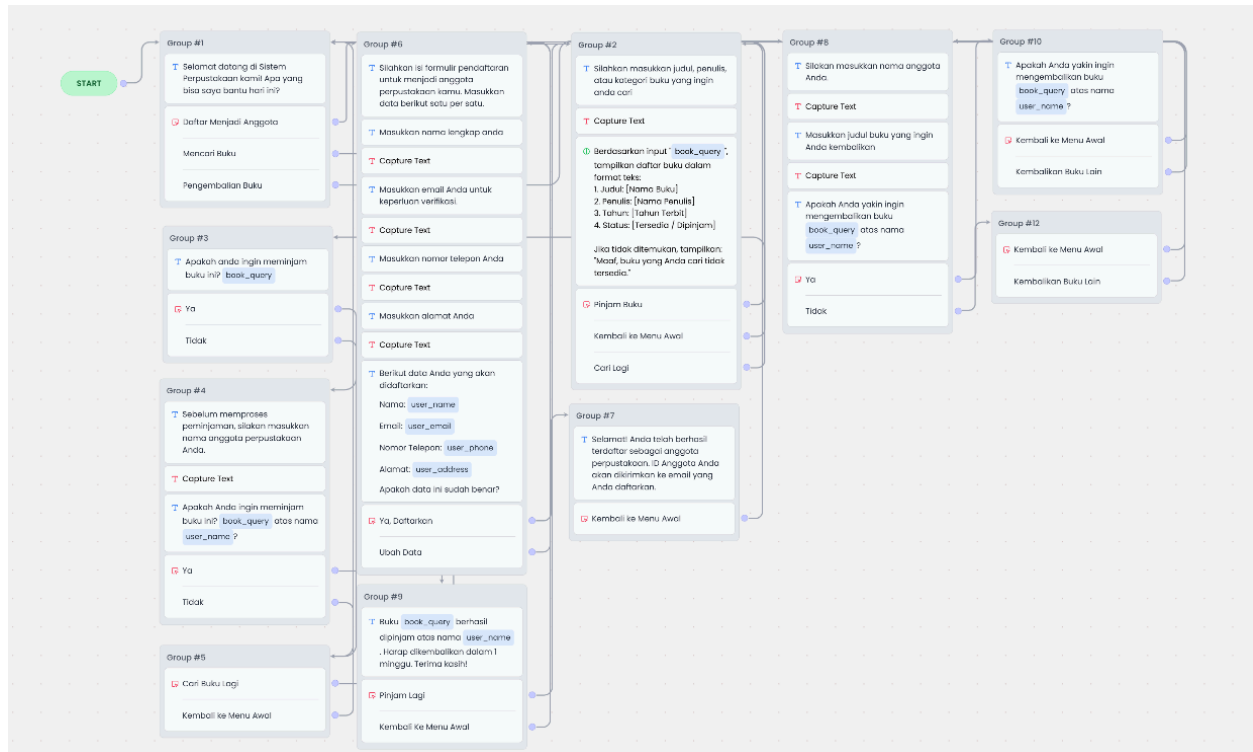 START
Group #1
Selamat datang di Sistem
Perpustakaan kami! Apa yang
bisa saya bantu hari ini?
Daftar Menjadi Anggota
Mencari Buku
Pengembalian Buku
Group #3
Apakah anda ingin meminjam
buku ini? book_query
Ya
Tidak
Group #4
Sebelum memproses
peminjaman, silakan masukkan
nama anggota perpustakaan
Anda.
Capture Text
Apakah Anda ingin meminjam
buku ini? book_query atas nama
user_name ?
Ya
Tidak
Group #5
Cari Buku Lagi
Kembali ke Menu Awal
Group #6
Silahkan isi formulir pendaftaran
untuk menjadi anggota
perpustakaan kamu. Masukkan
data berikut satu per satu.
Masukkan nama lengkap anda
Capture Text
Masukkan email Anda untuk
keperluan verifikasi.
Capture Text
Masukkan nomor telepon Anda
Capture Text
Masukkan alamat Anda
Capture Text
Berikut data Anda yang akan
didaftarkan:
Nama: user_name
Email: user_email
Nomor Telepon: user_phone
Alamat: user_address
Apakah data ini sudah benar?
Ya, Daftarkan
Ubah Data
Group #9
Buku book_query berhasil
dipinjam atas nama user_name
. Harap dikembalikan dalam 1
minggu. Terima kasih!
Pinjam Lagi
Kembali Ke Menu Awal
Group #2
Silahkan masukkan judul, penulis,
atau kategori buku yang ingin
anda cari
Capture Text
Berdasarkan input "book_query",
tampilkan daftar buku dalam
format teks:
1. Judul: [Nama Buku]
2. Penulis: [Nama Penulis]
3. Tahun: [Tahun Terbit]
4. Status: [Tersedia / Dipinjam]
Jika tidak ditemukan, tampilkan:
"Maaf, buku yang Anda cari tidak
tersedia."
Pinjam Buku
Kembali ke Menu Awal
Cari Lagi
Group #7
Selamat! Anda telah berhasil
terdaftar sebagai anggota
perpustakaan. ID Anggota Anda
akan dikirimkan ke email yang
Anda daftarkan.
Kembali ke Menu Awal
Group #8
Silakan masukkan nama anggota
Anda.
Capture Text
Masukkan judul buku yang ingin
Anda kembalikan
Capture Text
Apakah Anda yakin ingin
mengembalikan buku
book_query atas nama
user_name ?
Ya
Tidak
Group #10
Apakah Anda yakin ingin
mengembalikan buku
book_query atas nama
user_name ?
Kembali ke Menu Awal
Kembalikan Buku Lain
Group #12
Kembali ke Menu Awal
Kembalikan Buku Lain